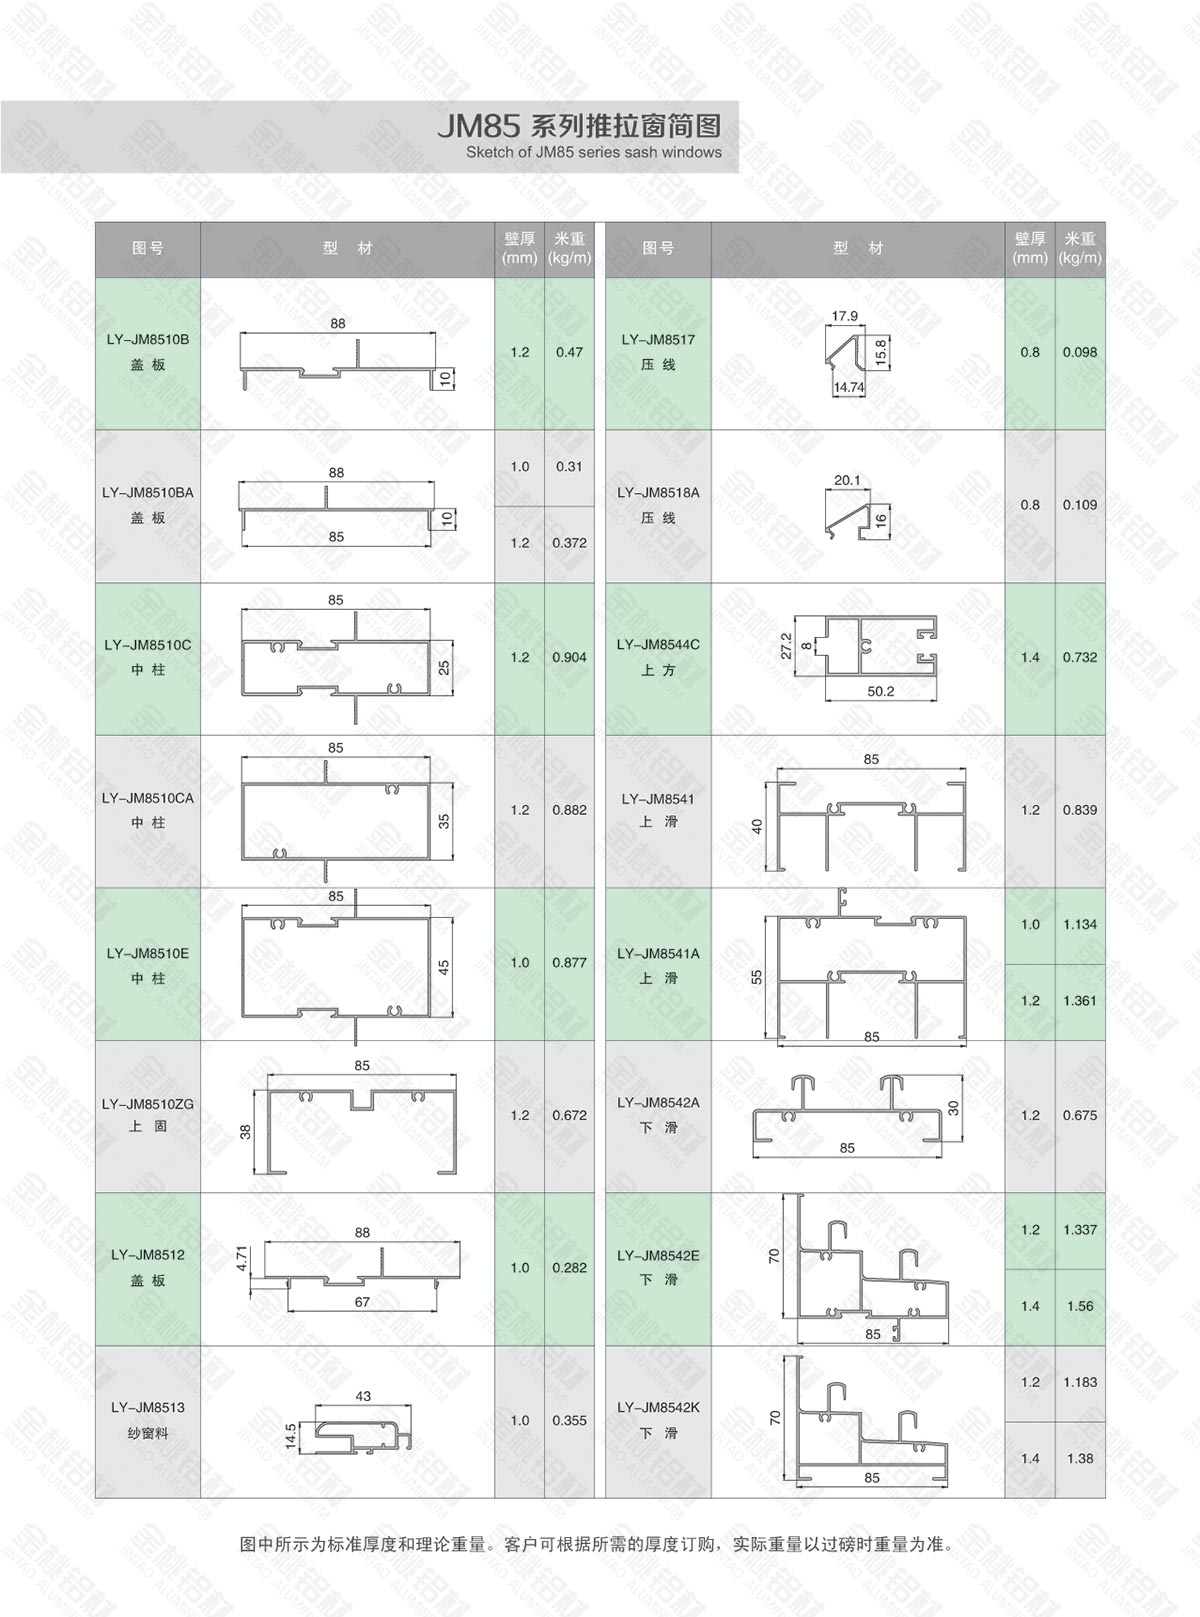 JM85 系列推拉窗简图
Sketch of JM85 series sash windows
图号 型 材 壁厚(mm) 米重(kg/m) 图号 型 材 壁厚(mm) 米重(kg/m)
LY-JM8510B
盖 板
88
10
1.2 0.47
LY-JM8517
压 线
17.9
15.8
14.74
0.8 0.098
LY-JM8510BA
盖 板
88
10
85
1.0 0.31
1.2 0.372
LY-JM8518A
压 线
20.1
16
0.8 0.109
LY-JM8510C
中 柱
85
25
1.2 0.904
LY-JM8544C
上 方
27.2
8
50.2
1.4 0.732
LY-JM8510CA
中 柱
85
35
1.2 0.882
LY-JM8541
上 滑
85
40
1.2 0.839
LY-JM8510E
中 柱
85
45
1.0 0.877
LY-JM8541A
上 滑
55
85
1.0 1.134
1.2 1.361
LY-JM8510ZG
上 固
85
38
1.2 0.672
LY-JM8542A
下 滑
30
85
1.2 0.675
LY-JM8512
盖 板
88
4.71
67
1.0 0.282
LY-JM8542E
下 滑
70
85
1.2 1.337
1.4 1.56
LY-JM8513
纱窗料
43
14.5
1.0 0.355
LY-JM8542K
下 滑
70
85
1.2 1.183
1.4 1.38
图中所示为标准厚度和理论重量。客户可根据所需的厚度订购，实际重量以过磅时重量为准。
金桃铝材
JINTAO ALUMINIUM